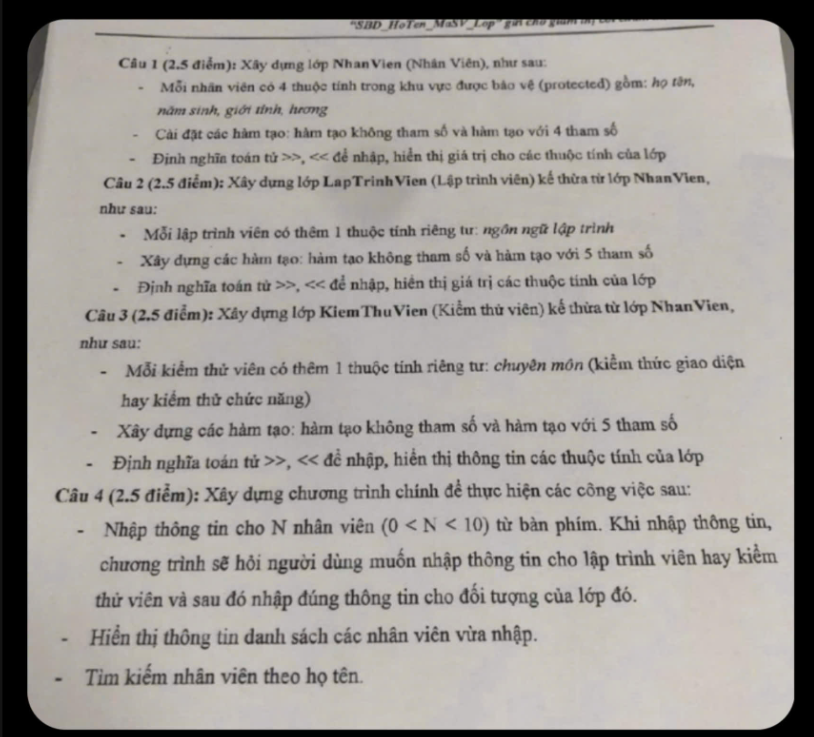 "SBD_HoTen_MaSV_Lop" gửi cho giám thị
Câu 1 (2.5 điểm): Xây dựng lớp NhanVien (Nhân Viên), như sau:
- Mỗi nhân viên có 4 thuộc tính trong khu vực được bảo vệ (protected) gồm: họ tên,
năm sinh, giới tính, lương
- Cài đặt các hàm tạo: hàm tạo không tham số và hàm tạo với 4 tham số
- Định nghĩa toán tử >>, << để nhập, hiển thị giá trị cho các thuộc tính của lớp
Câu 2 (2.5 điểm): Xây dựng lớp LapTrinhVien (Lập trình viên) kế thừa từ lớp NhanVien,
như sau:
- Mỗi lập trình viên có thêm 1 thuộc tính riêng tư: ngôn ngữ lập trình
- Xây dựng các hàm tạo: hàm tạo không tham số và hàm tạo với 5 tham số
- Định nghĩa toán tử >>, << để nhập, hiển thị giá trị các thuộc tính của lớp
Câu 3 (2.5 điểm): Xây dựng lớp KiemThuVien (Kiểm thử viên) kế thừa từ lớp NhanVien,
như sau:
- Mỗi kiểm thử viên có thêm 1 thuộc tính riêng tư: chuyên môn (kiểm thức giao diện
hay kiểm thử chức năng)
- Xây dựng các hàm tạo: hàm tạo không tham số và hàm tạo với 5 tham số
- Định nghĩa toán tử >>, << để nhập, hiển thị thông tin các thuộc tính của lớp
Câu 4 (2.5 điểm): Xây dựng chương trình chính để thực hiện các công việc sau:
- Nhập thông tin cho N nhân viên (0 < N < 10) từ bàn phím. Khi nhập thông tin,
chương trình sẽ hỏi người dùng muốn nhập thông tin cho lập trình viên hay kiểm
thử viên và sau đó nhập đúng thông tin cho đối tượng của lớp đó.
- Hiển thị thông tin danh sách các nhân viên vừa nhập.
- Tìm kiếm nhân viên theo họ tên.